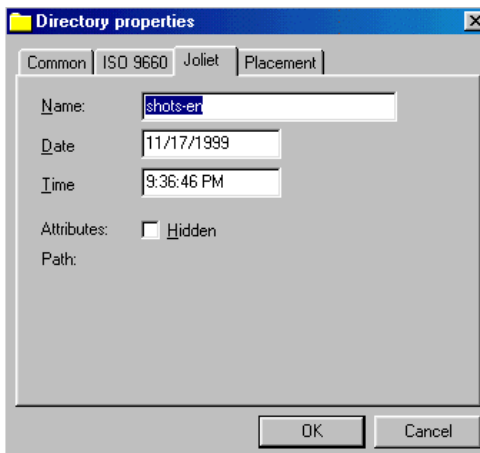 Directory properties
Common ISO 9660 Joliet Placement
Name: shots-en
Date 11/17/1999
Time 9:36:46 PM
Attributes: Hidden
Path:
OK Cancel